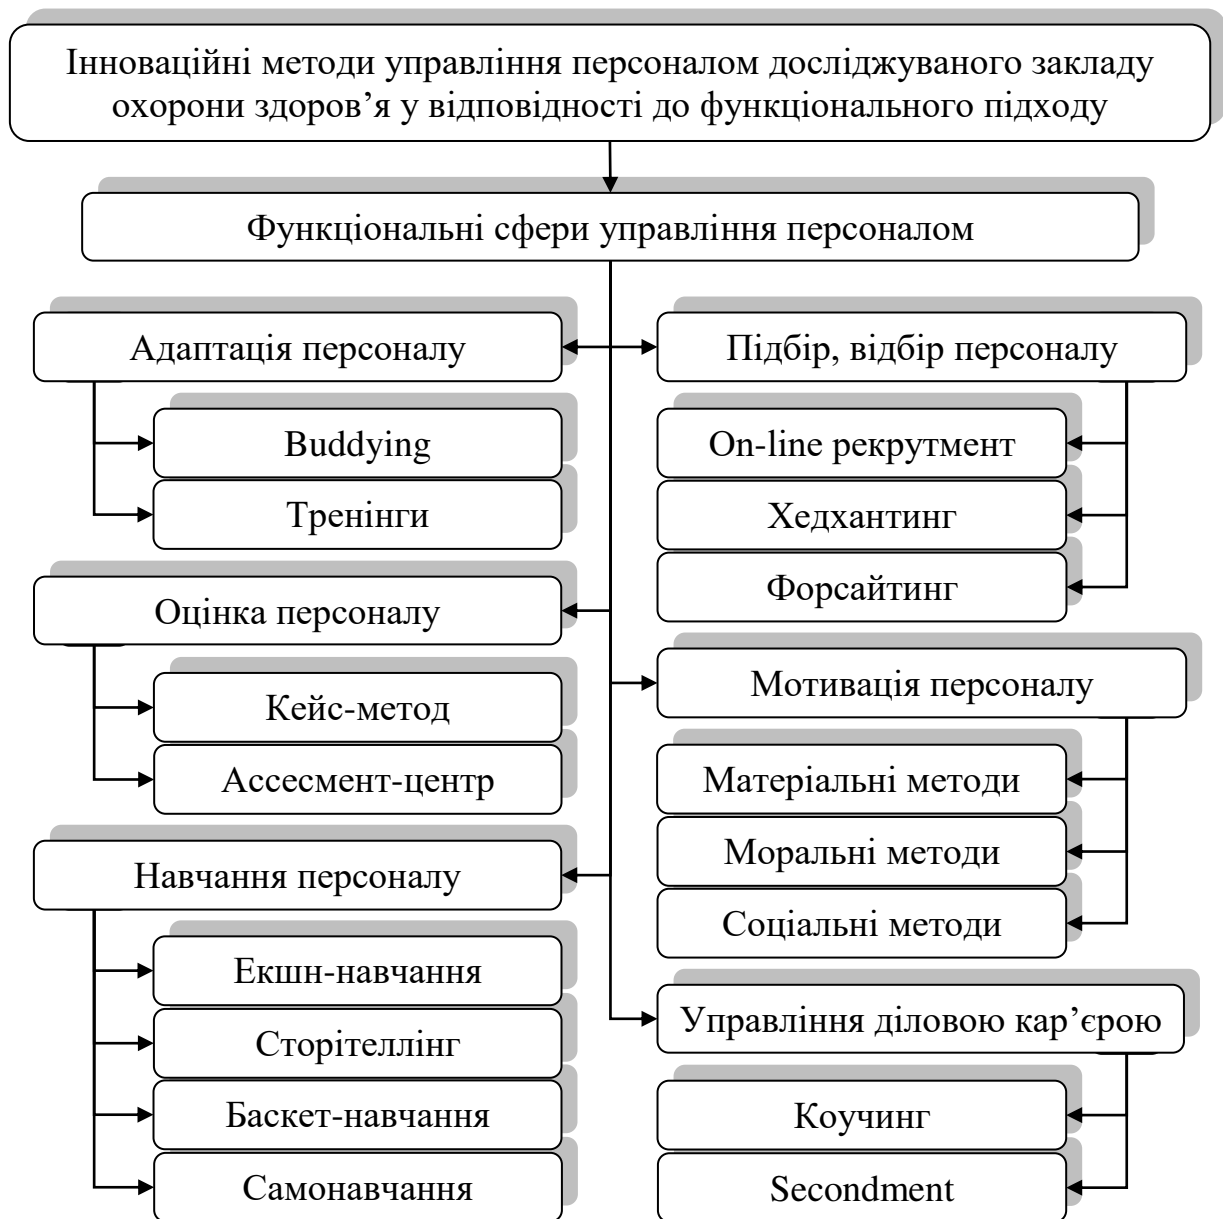 Інноваційні методи управління персоналом досліджуваного закладу
охорони здоров’я у відповідності до функціонального підходу
Функціональні сфери управління персоналом
Адаптація персоналу
Buddying
Тренінги
Оцінка персоналу
Кейс-метод
Ассесмент-центр
Навчання персоналу
Екшн-навчання
Сторітеллінг
Баскет-навчання
Самонавчання
Підбір, відбір персоналу
On-line рекрутмент
Хедхантинг
Форсайтинг
Мотивація персоналу
Матеріальні методи
Моральні методи
Соціальні методи
Управління діловою кар’єрою
Коучинг
Secondment